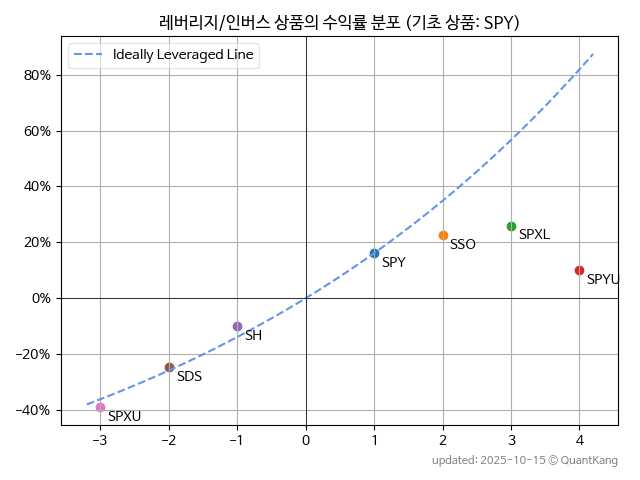 레버리지/인버스 상품의 수익률 분포 (기초 상품: SPY)
Ideally Leveraged Line
80%
60%
40%
20%
0%
−20%
−40%
SPY
SSO
SPXL
SPYU
SH
SDS
SPXU
−3 −2 −1 0 1 2 3 4
updated: 2025-10-15 © QuantKang